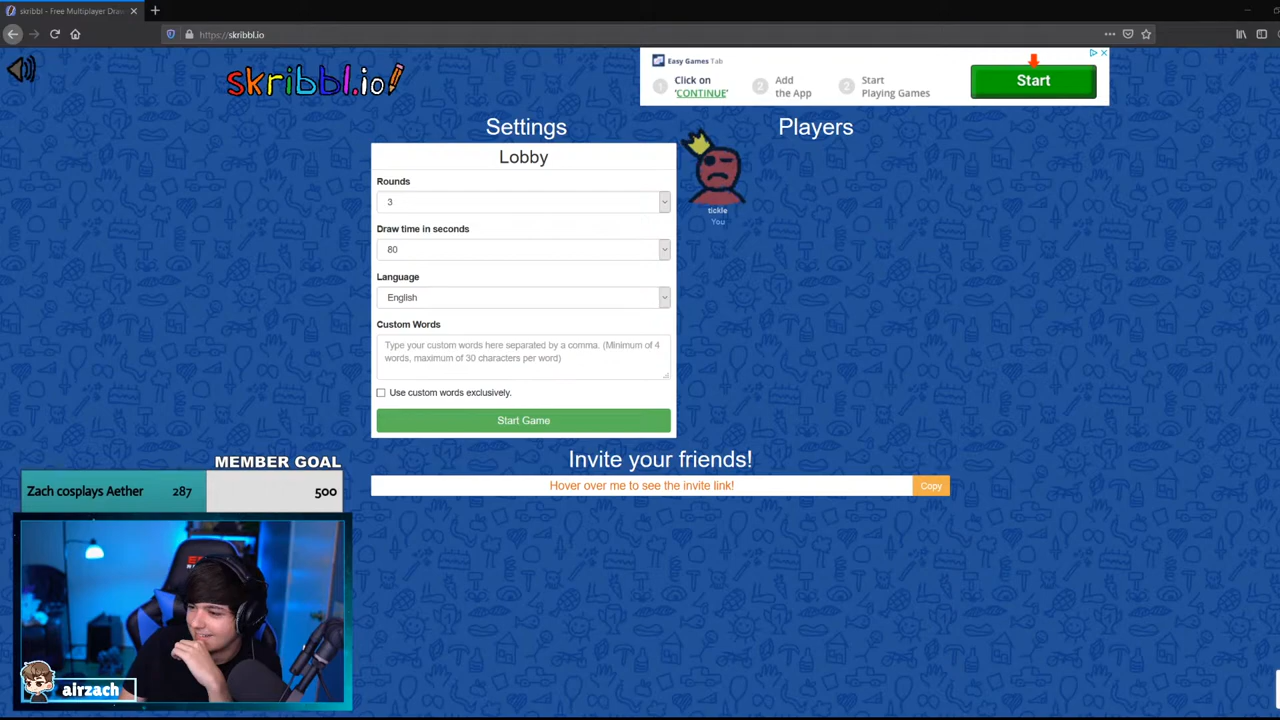 skribbl - Free Multiplayer Draw
https://skribbl.io
skribbl.io
Easy Games Tab
1 Click on 'CONTINUE'
2 Add the App
2 Start Playing Games
Start
Settings
Players
Lobby
Rounds
3
Draw time in seconds
80
Language
English
Custom Words
Type your custom words here separated by a comma. (Minimum of 4
words, maximum of 30 characters per word)
Use custom words exclusively.
Start Game
tickle
You
Invite your friends!
Hover over me to see the invite link!
Copy
MEMBER GOAL
Zach cosplays Aether 287 500
airzach